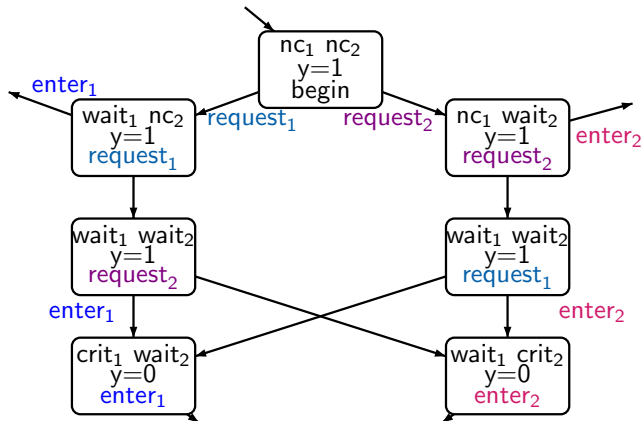 nc₁ nc₂
y=1
begin
enter₁
request₁
request₂
enter₂
wait₁ nc₂
y=1
request₁
nc₁ wait₂
y=1
request₂
wait₁ wait₂
y=1
request₂
wait₁ wait₂
y=1
request₁
enter₁
enter₂
crit₁ wait₂
y=0
enter₁
wait₁ crit₂
y=0
enter₂